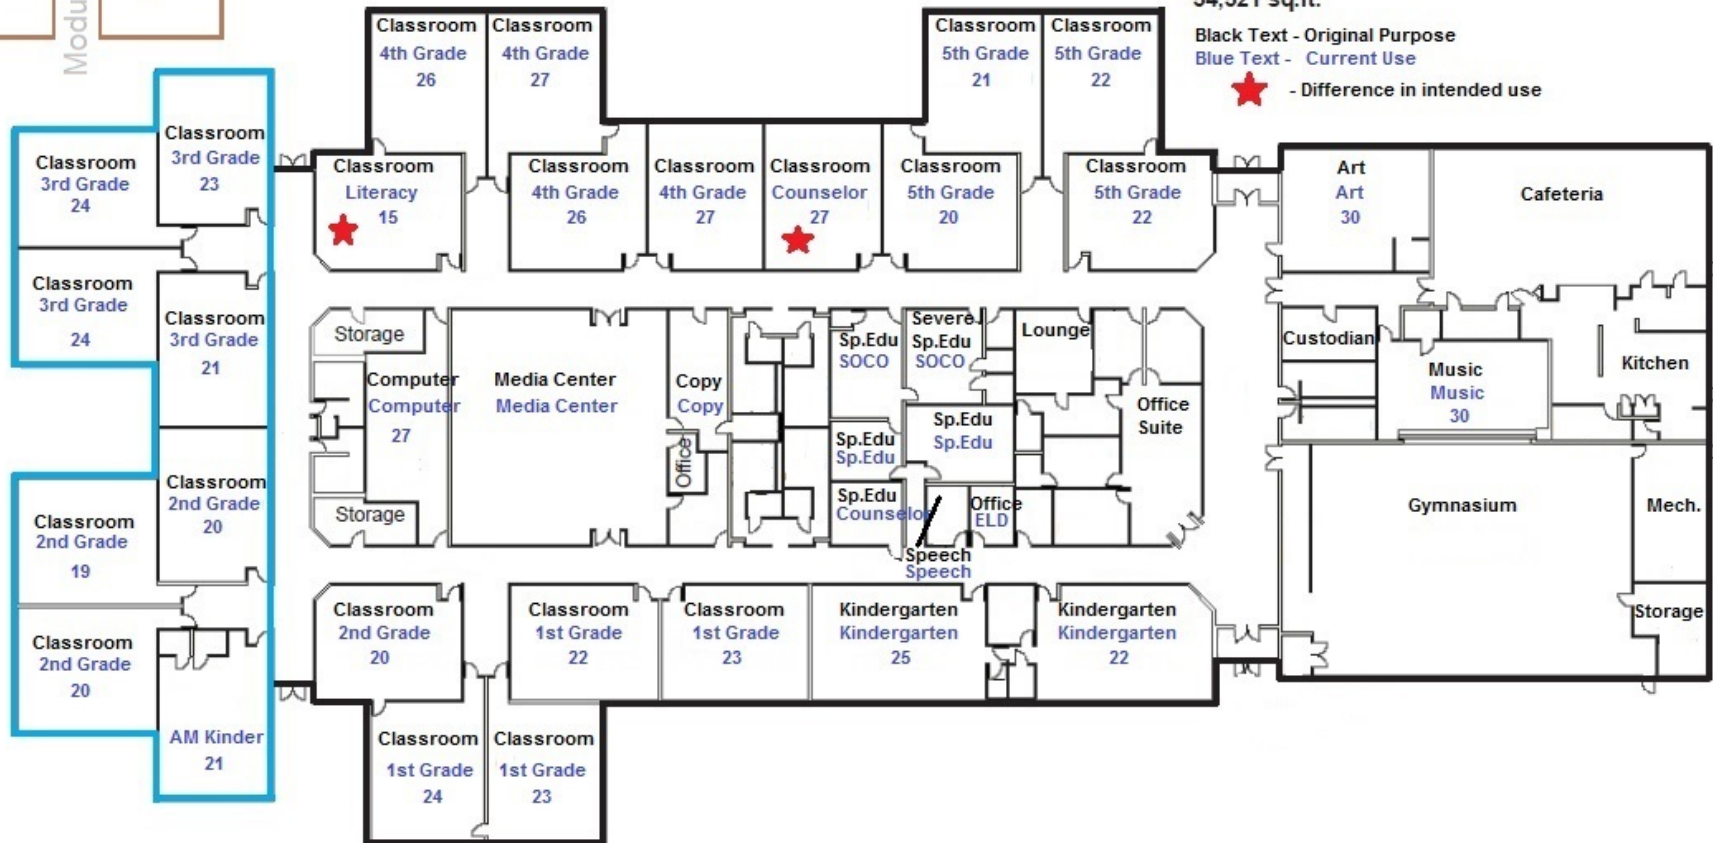 Modu
54,521 sq.ft.
Black Text - Original Purpose
Blue Text - Current Use
- Difference in intended use
Classroom
3rd Grade
24
Classroom
3rd Grade
23
Classroom
3rd Grade
24
Classroom
3rd Grade
21
Classroom
2nd Grade
20
Classroom
2nd Grade
19
Classroom
2nd Grade
20
AM Kinder
21
Classroom
4th Grade
26
Classroom
4th Grade
27
Classroom
Literacy
15
Classroom
4th Grade
26
Classroom
4th Grade
27
Classroom
Counselor
27
Classroom
5th Grade
21
Classroom
5th Grade
22
Classroom
5th Grade
20
Classroom
5th Grade
22
Art
Art
30
Cafeteria
Storage
Computer
Computer
27
Storage
Media Center
Media Center
Copy
Copy
Office
Sp.Edu
SOCO
Severe
Sp.Edu
SOCO
Sp.Edu
Sp.Edu
Sp.Edu
Sp.Edu
Sp.Edu
Counselor
Office
ELD
Speech
Speech
Lounge
Office
Suite
Custodian
Music
Music
30
Kitchen
Gymnasium
Mech.
Storage
Classroom
2nd Grade
20
Classroom
1st Grade
22
Classroom
1st Grade
23
Kindergarten
Kindergarten
25
Kindergarten
Kindergarten
22
Classroom
1st Grade
24
Classroom
1st Grade
23